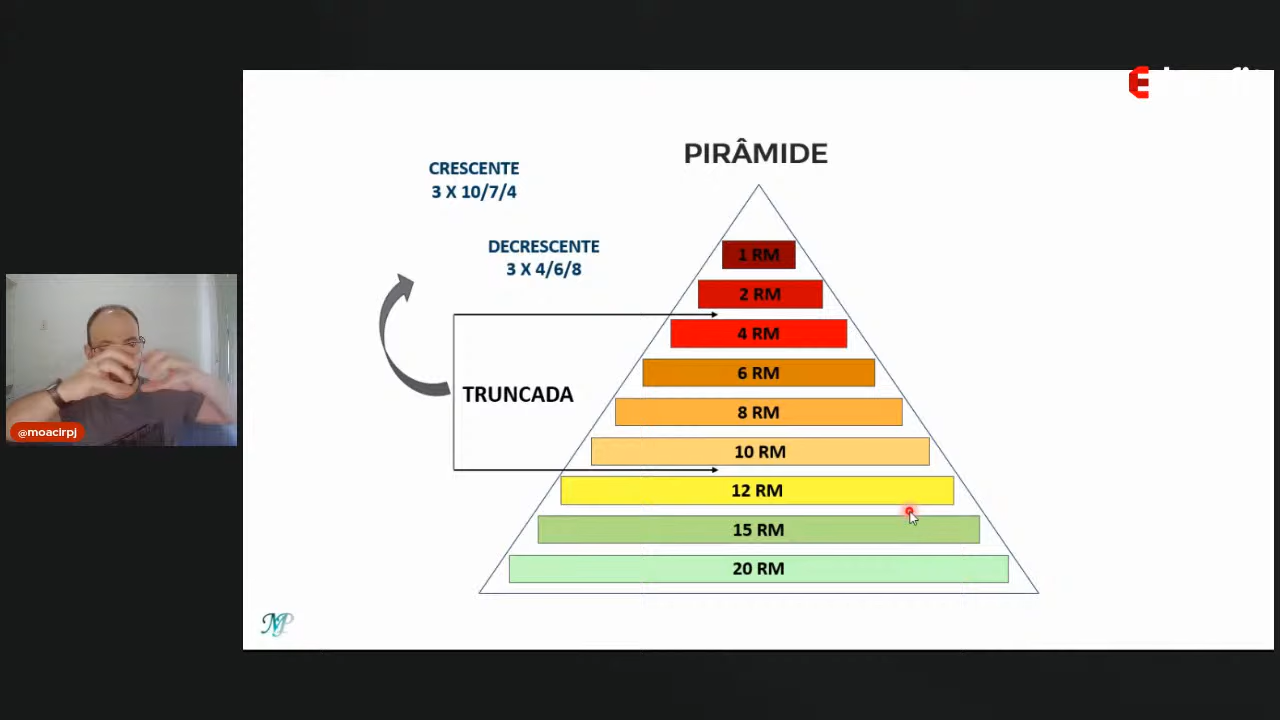 PIRÂMIDE
CRESCENTE
3 X 10/7/4
DECRESCENTE
3 X 4/6/8
TRUNCADA
1 RM
2 RM
4 RM
6 RM
8 RM
10 RM
12 RM
15 RM
20 RM
@moacirpj
MP